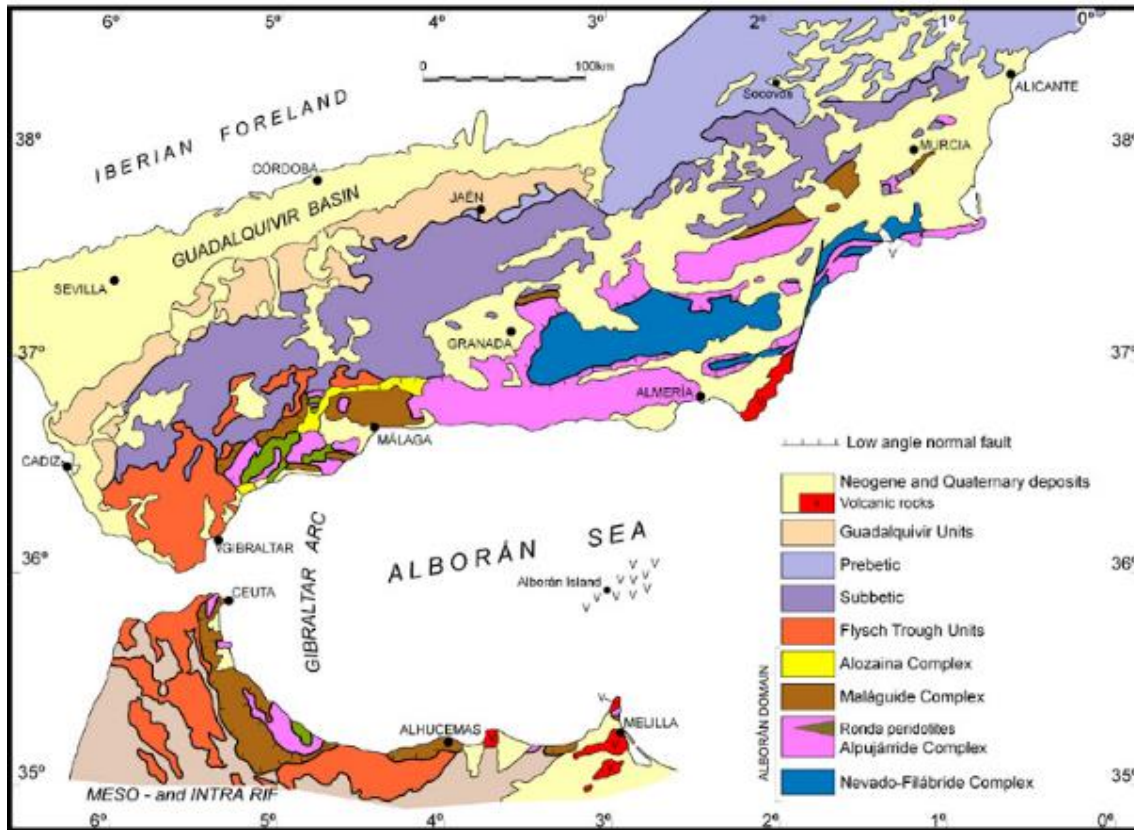 6° 5° 4° 3° 2° 1° 0°
0 100km
IBERIAN FORELAND
Socovos
ALICANTE
38° 38°
MURCIA
CÓRDOBA
JAÉN
GUADALQUIVIR BASIN
SEVILLA
V
37° 37°
GRANADA
ALMERÍA
MÁLAGA
CADIZ
GIBRALTAR
36° 36°
GIBRALTAR ARC
ALBORÁN SEA
Alborán Island
V V V V V V V V V V
CEUTA
V
ALHUCEMAS
MELILLA
35° 35°
MESO - and INTRA RIF
6° 5° 4° 3° 2° 1° 0°
Low angle normal fault
Neogene and Quaternary deposits
Volcanic rocks
Guadalquivir Units
Prebetic
Subbetic
Flysch Trough Units
Alozaina Complex
Maláguide Complex
Ronda peridotites
Alpujárride Complex
Nevado-Filábride Complex
ALBORÁN DOMAIN